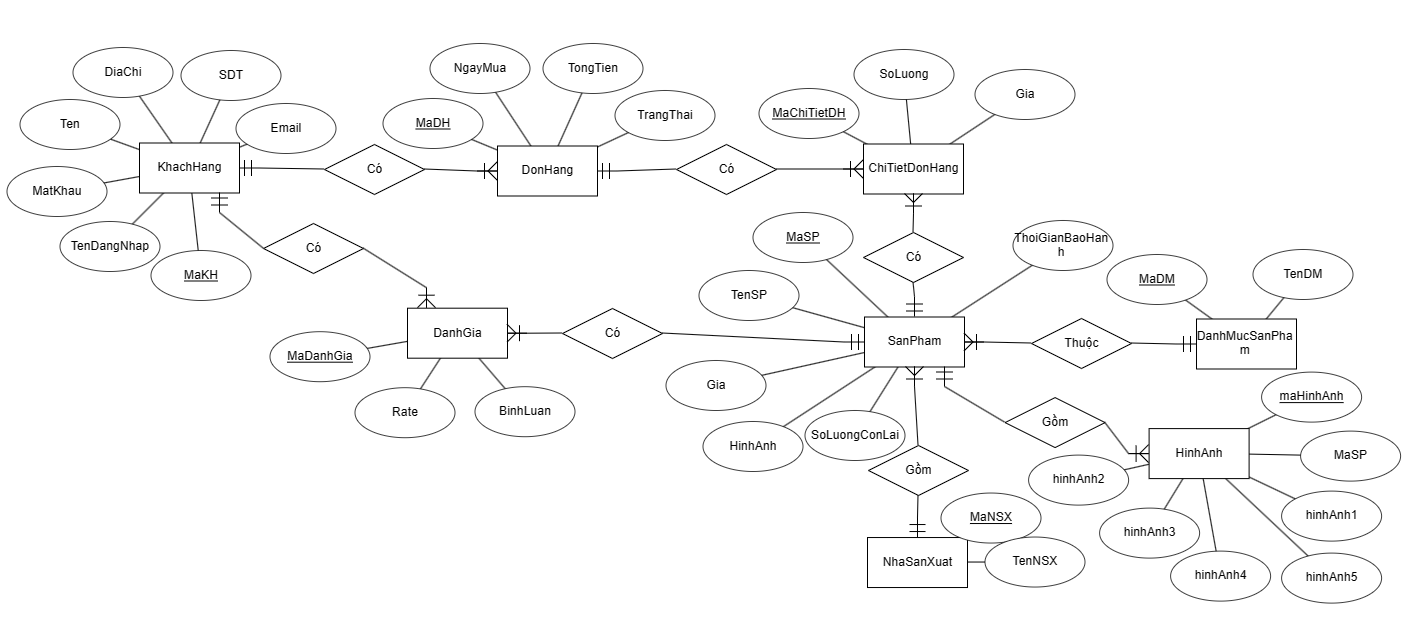 DiaChi
SDT
Ten
Email
KhachHang
MatKhau
TenDangNhap
MaKH
Có
NgayMua
TongTien
MaDH
TrangThai
DonHang
Có
SoLuong
Gia
MaChiTietDH
ChiTietDonHang
Có
Có
MaDanhGia
DanhGia
Rate
BinhLuan
Có
MaSP
ThoiGianBaoHan
h
TenSP
SanPham
Gia
HinhAnh
SoLuongConLai
Thuộc
MaDM
TenDM
DanhMucSanPha
m
Gồm
Gồm
maHinhAnh
HinhAnh
MaSP
hinhAnh2
hinhAnh1
hinhAnh3
hinhAnh4
hinhAnh5
MaNSX
NhaSanXuat
TenNSX